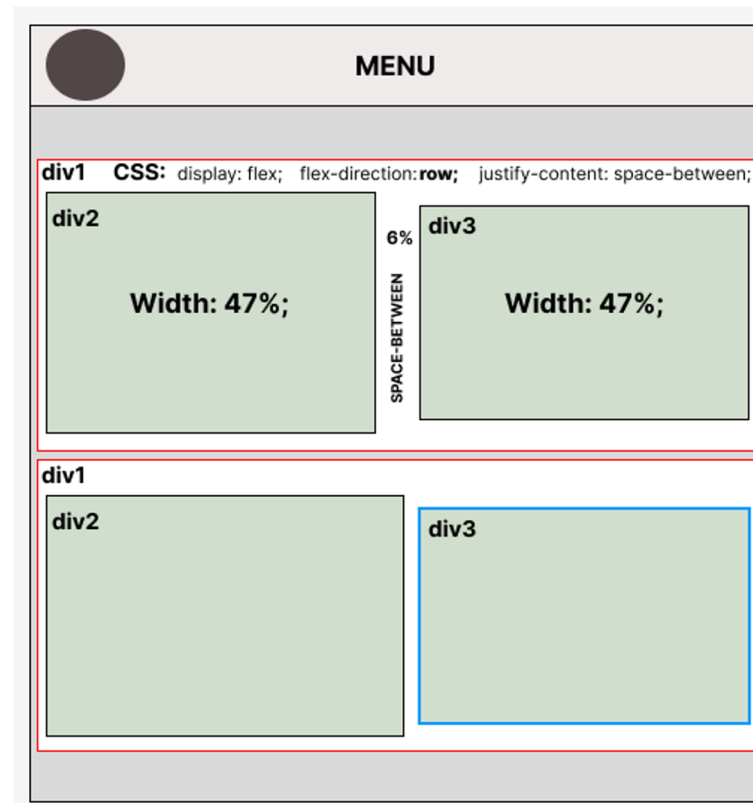 MENU
div1 CSS: display: flex; flex-direction:row; justify-content: space-between;
div2
6%
div3
Width: 47%;
SPACE-BETWEEN
Width: 47%;
div1
div2
div3